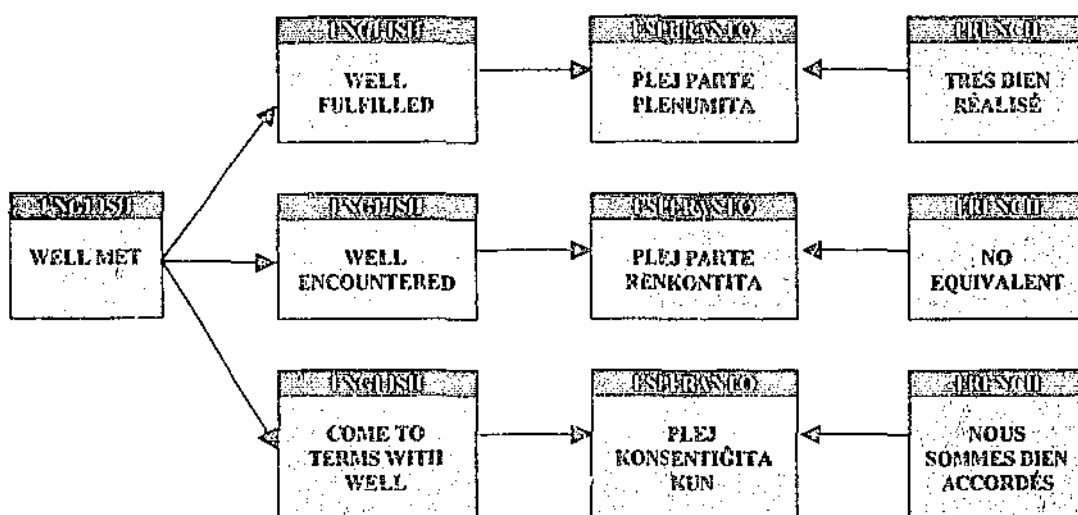 ENGLISH
WELL
FULFILLED
ESPERANTO
PLEJ PARTE
PLENUMITA
FRENCH
TRES BIEN
RÉALISÉ
ENGLISH
WELL MET
ENGLISH
WELL
ENCOUNTERED
ESPERANTO
PLEJ PARTE
RENKONTITA
FRENCH
NO
EQUIVALENT
ENGLISH
COME TO
TERMS WITH
WELL
ESPERANTO
PLEJ
KONSENTIĜITA
KUN
FRENCH
NOUS
SOMMES BIEN
ACCORDÉS